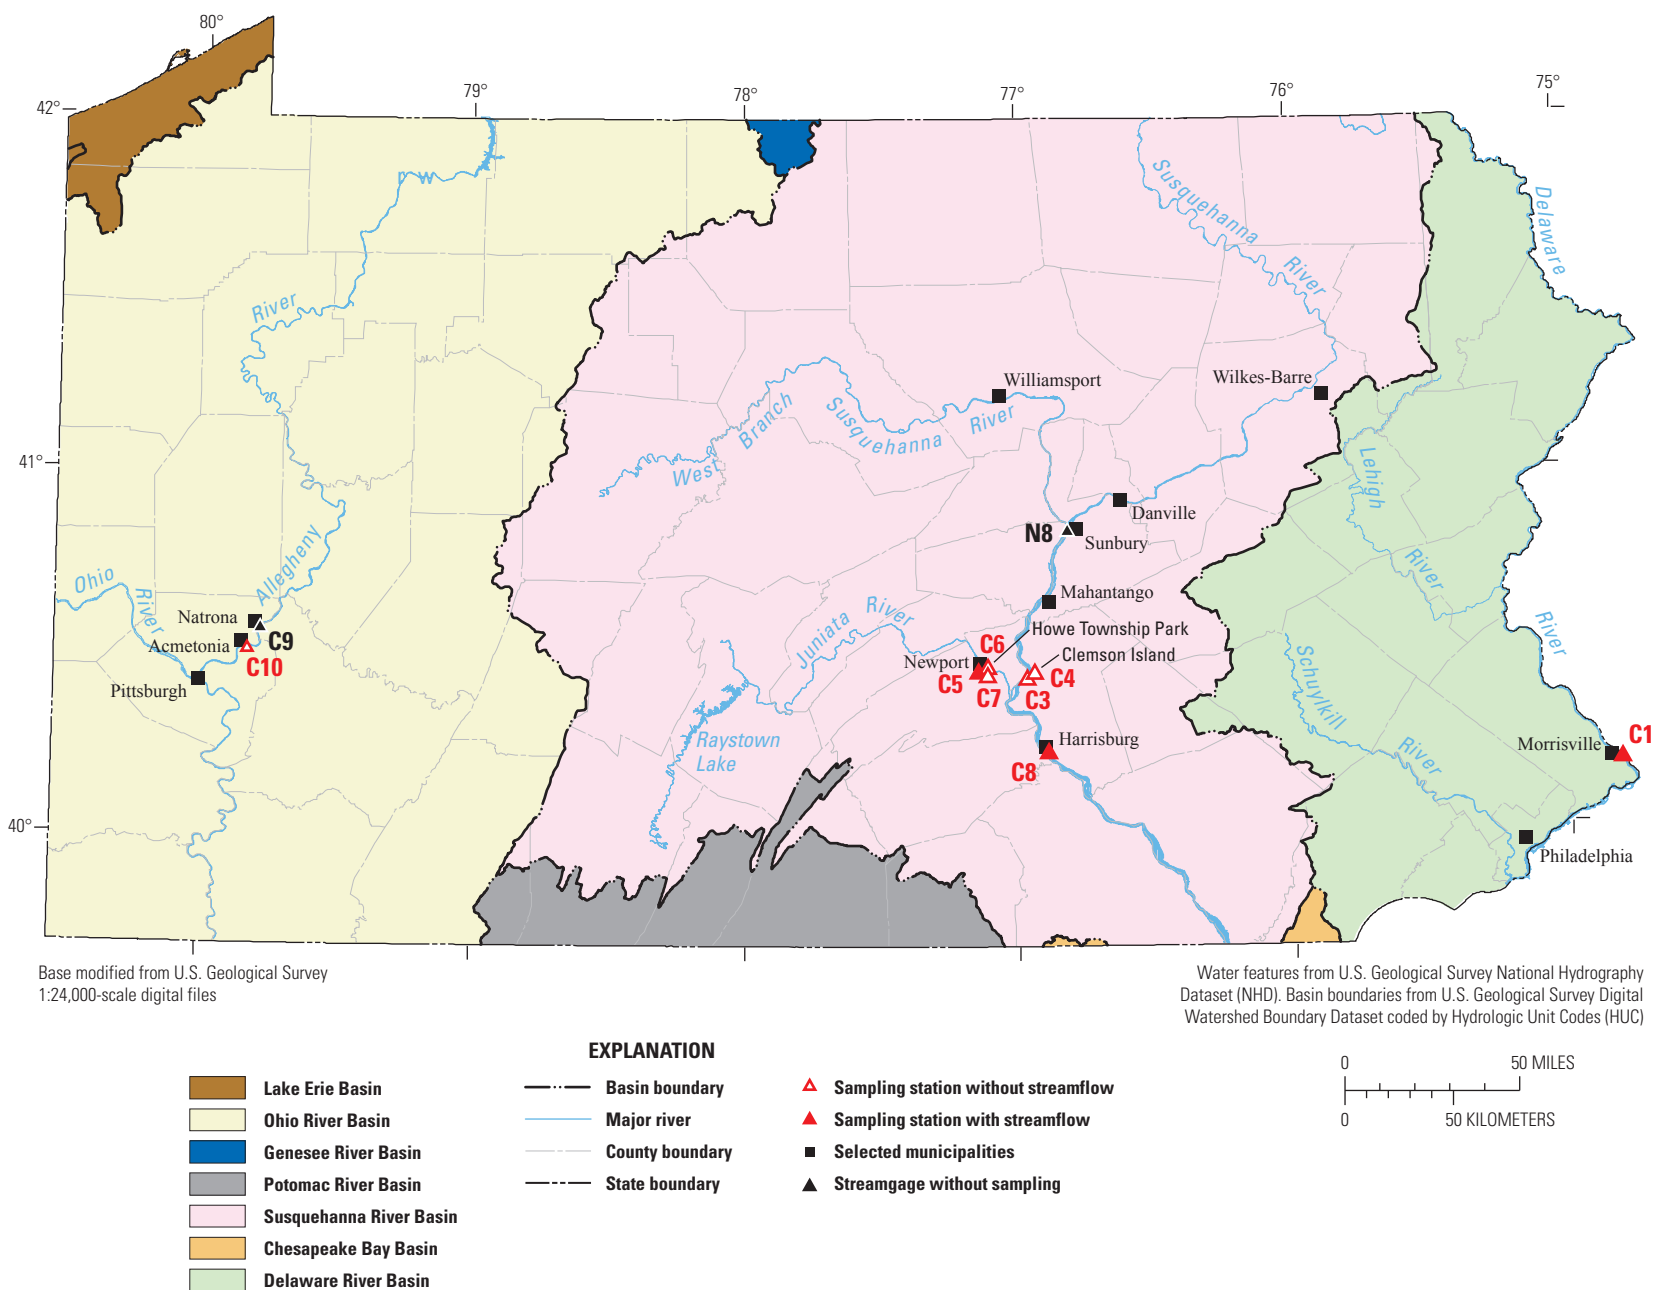 80°
79°
78°
77°
76°
75°
42°
41°
40°
Susquehanna
River
Delaware
River
River
Williamsport
Wilkes-Barre
West
Branch
Susquehanna
River
Lehigh
River
Danville
N8
Sunbury
Allegheny
Ohio
River
Mahantango
Natrona
C9
Acmetonia
C10
Pittsburgh
Juniata
River
Howe Township Park
Clemson Island
C6
Newport
C5
C7
C4
C3
Schuylkill
River
Raystown
Lake
Harrisburg
C8
Morrisville
C1
Philadelphia
Base modified from U.S. Geological Survey
1:24,000-scale digital files
Water features from U.S. Geological Survey National Hydrography
Dataset (NHD). Basin boundaries from U.S. Geological Survey Digital
Watershed Boundary Dataset coded by Hydrologic Unit Codes (HUC)
EXPLANATION
Lake Erie Basin
Ohio River Basin
Genesee River Basin
Potomac River Basin
Susquehanna River Basin
Chesapeake Bay Basin
Delaware River Basin
Basin boundary
Major river
County boundary
State boundary
Sampling station without streamflow
Sampling station with streamflow
Selected municipalities
Streamgage without sampling
0 50 MILES
0 50 KILOMETERS